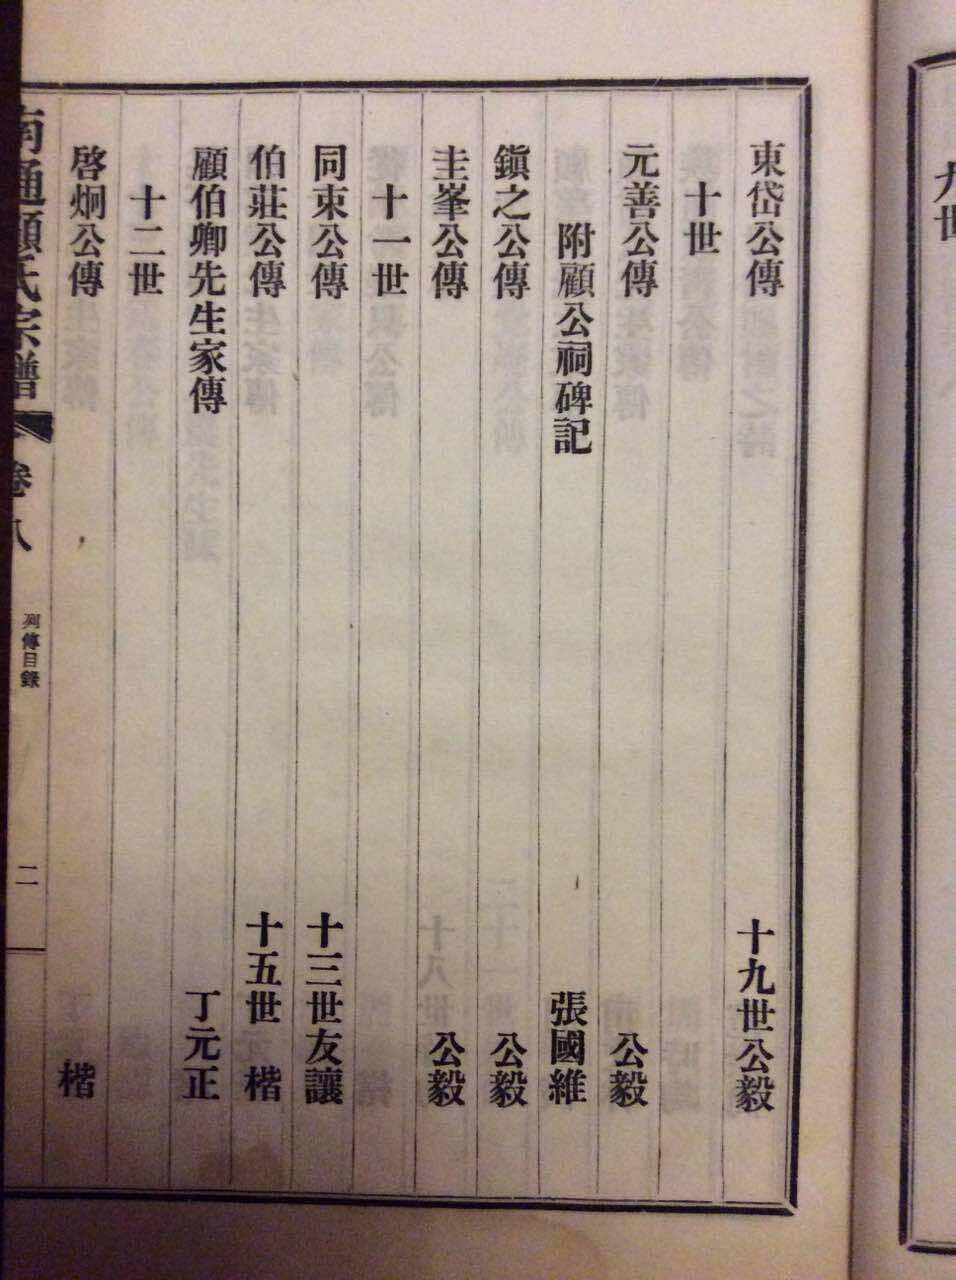 九世
東岱公傳 十九世公毅
十世
元善公傳 公毅
附顧公祠碑記 張國維
鎭之公傳 公毅
圭峯公傳 公毅
十一世
同束公傳 十三世友讓
伯莊公傳 十五世楷
顧伯卿先生家傳 丁元正
十二世
啓炯公傳 楷
南通顧氏宗譜 卷八 列傳目錄 二